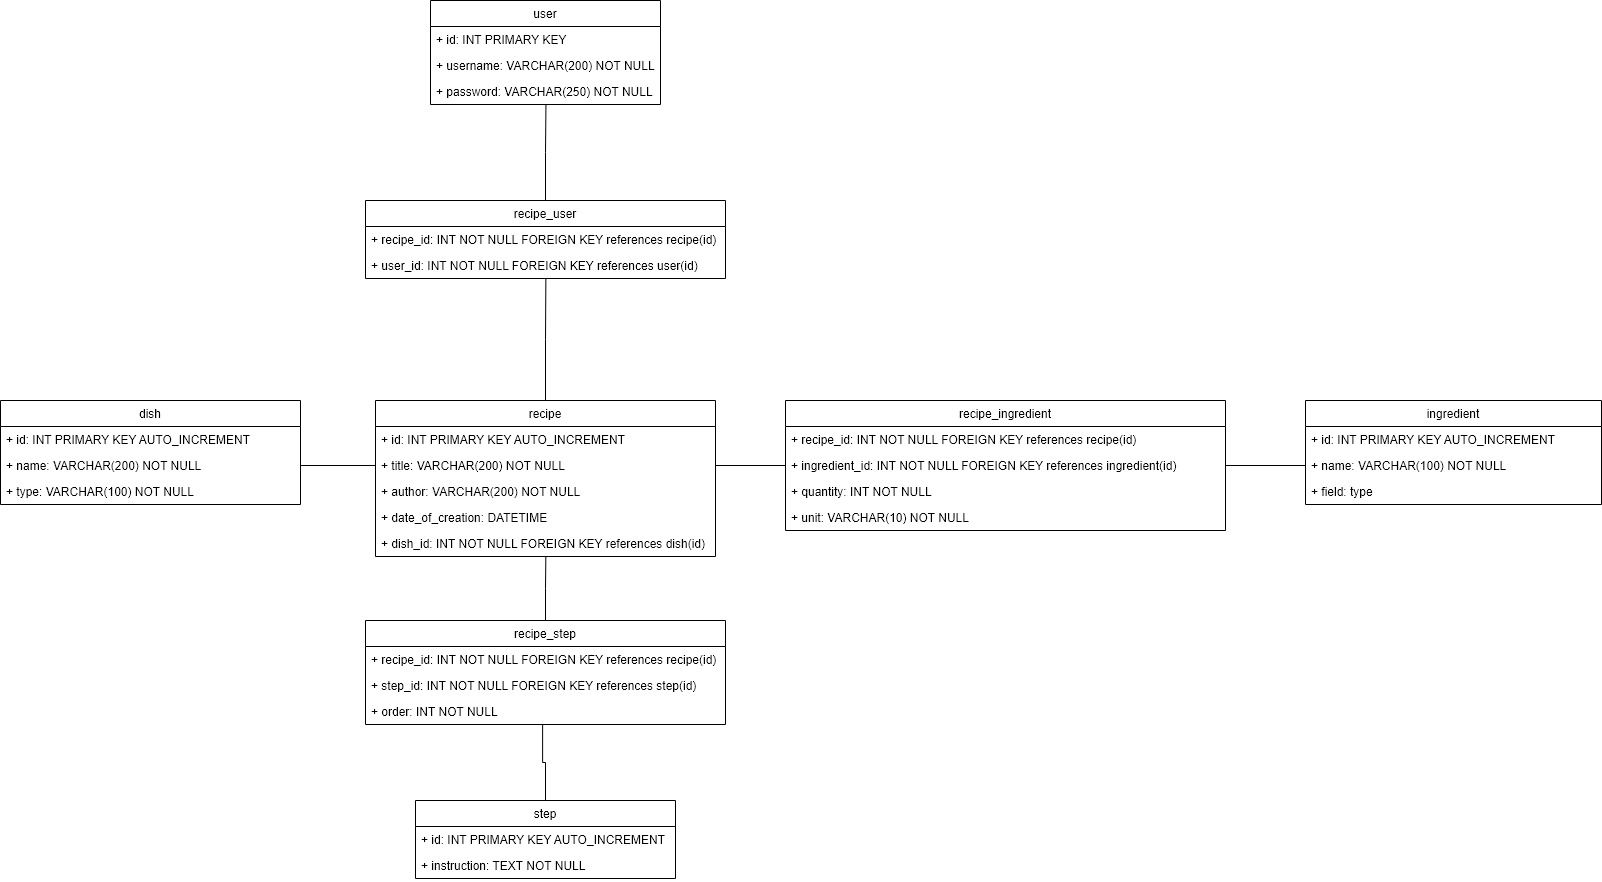 user
+ id: INT PRIMARY KEY
+ username: VARCHAR(200) NOT NULL
+ password: VARCHAR(250) NOT NULL
recipe_user
+ recipe_id: INT NOT NULL FOREIGN KEY references recipe(id)
+ user_id: INT NOT NULL FOREIGN KEY references user(id)
dish
+ id: INT PRIMARY KEY AUTO_INCREMENT
+ name: VARCHAR(200) NOT NULL
+ type: VARCHAR(100) NOT NULL
recipe
+ id: INT PRIMARY KEY AUTO_INCREMENT
+ title: VARCHAR(200) NOT NULL
+ author: VARCHAR(200) NOT NULL
+ date_of_creation: DATETIME
+ dish_id: INT NOT NULL FOREIGN KEY references dish(id)
recipe_ingredient
+ recipe_id: INT NOT NULL FOREIGN KEY references recipe(id)
+ ingredient_id: INT NOT NULL FOREIGN KEY references ingredient(id)
+ quantity: INT NOT NULL
+ unit: VARCHAR(10) NOT NULL
ingredient
+ id: INT PRIMARY KEY AUTO_INCREMENT
+ name: VARCHAR(100) NOT NULL
+ field: type
recipe_step
+ recipe_id: INT NOT NULL FOREIGN KEY references recipe(id)
+ step_id: INT NOT NULL FOREIGN KEY references step(id)
+ order: INT NOT NULL
step
+ id: INT PRIMARY KEY AUTO_INCREMENT
+ instruction: TEXT NOT NULL